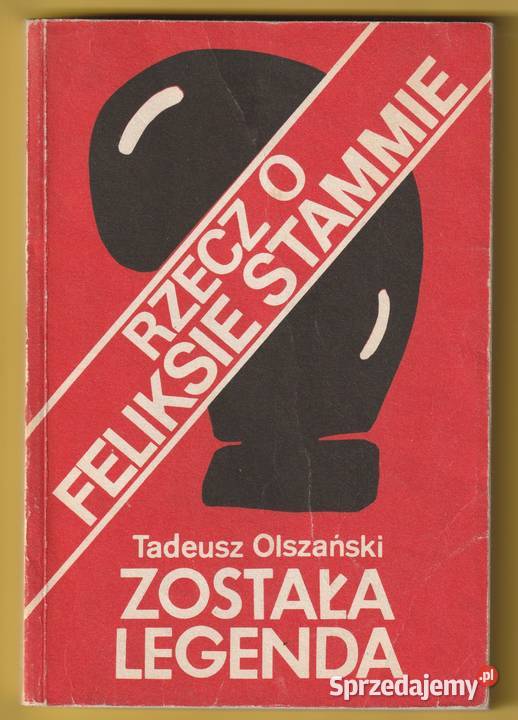 RZECZ O
FELIKSIE STAMMIE
Tadeusz Olszański
ZOSTAŁA
LEGENDA
Sprzedajemy.pl